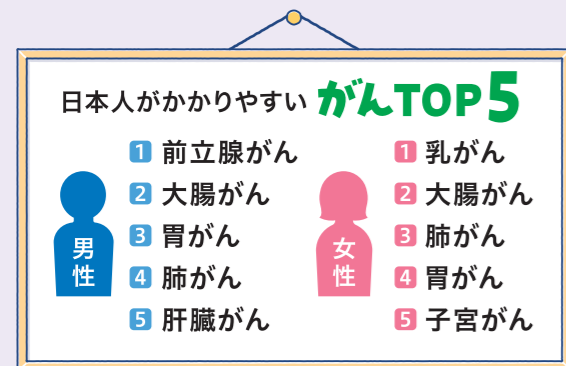 日本人がかかりやすい がんTOP5
男性
1 前立腺がん
2 大腸がん
3 胃がん
4 肺がん
5 肝臓がん
女性
1 乳がん
2 大腸がん
3 肺がん
4 胃がん
5 子宮がん